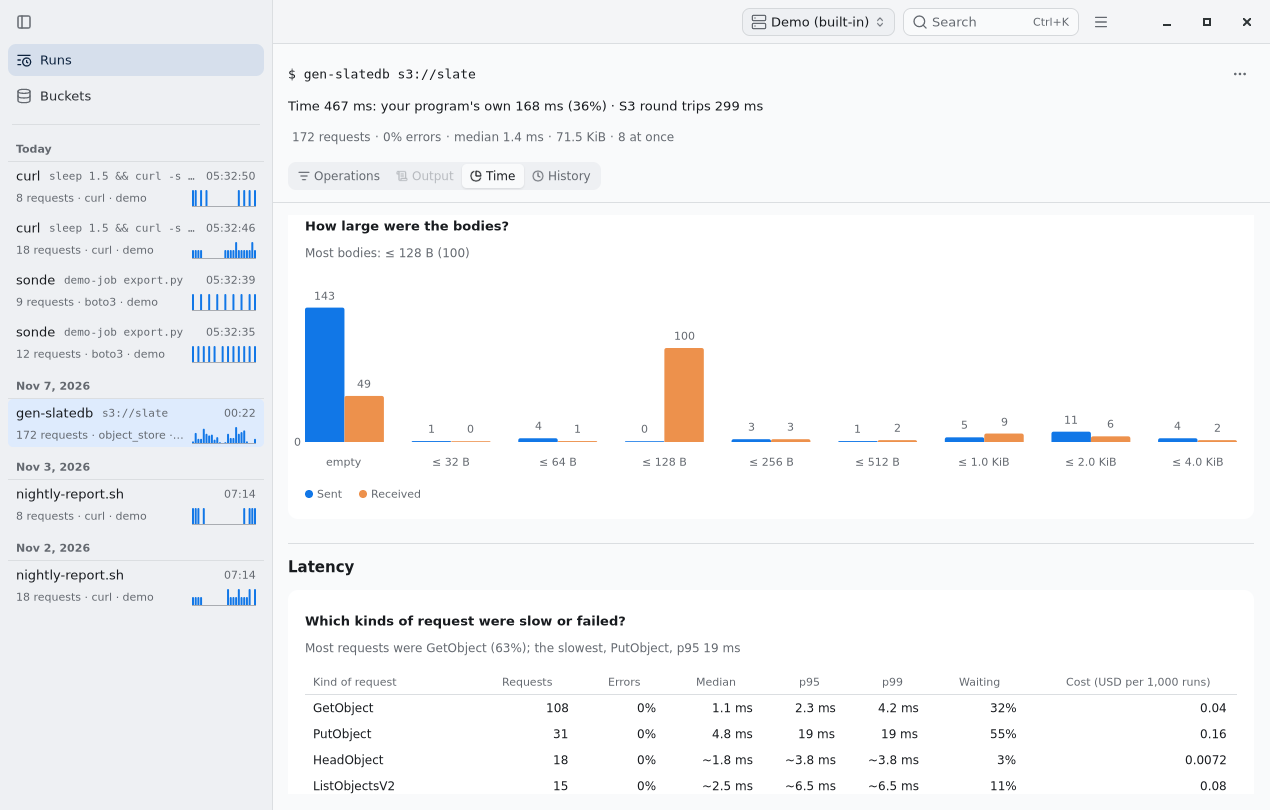 Demo (built-in)
Search
Ctrl+K
Runs
Buckets
Today
curl sleep 1.5 && curl -s … 05:32:50
8 requests · curl · demo
curl sleep 1.5 && curl -s … 05:32:46
18 requests · curl · demo
sonde demo-job export.py 05:32:39
9 requests · boto3 · demo
sonde demo-job export.py 05:32:35
12 requests · boto3 · demo
Nov 7, 2026
gen-slatedb s3://slate 00:22
172 requests · object_store ·…
Nov 3, 2026
nightly-report.sh 07:14
8 requests · curl · demo
Nov 2, 2026
nightly-report.sh 07:14
18 requests · curl · demo
$ gen-slatedb s3://slate
Time 467 ms: your program's own 168 ms (36%) · S3 round trips 299 ms
172 requests · 0% errors · median 1.4 ms · 71.5 KiB · 8 at once
Operations Output Time History
How large were the bodies?
Most bodies: ≤ 128 B (100)
143 49 1 0 4 1 0 100 3 3 1 2 5 9 11 6 4 2
0
empty ≤ 32 B ≤ 64 B ≤ 128 B ≤ 256 B ≤ 512 B ≤ 1.0 KiB ≤ 2.0 KiB ≤ 4.0 KiB
Sent Received
Latency
Which kinds of request were slow or failed?
Most requests were GetObject (63%); the slowest, PutObject, p95 19 ms
Kind of request Requests Errors Median p95 p99 Waiting Cost (USD per 1,000 runs)
GetObject 108 0% 1.1 ms 2.3 ms 4.2 ms 32% 0.04
PutObject 31 0% 4.8 ms 19 ms 19 ms 55% 0.16
HeadObject 18 0% ~1.8 ms ~3.8 ms ~3.8 ms 3% 0.0072
ListObjectsV2 15 0% ~2.5 ms ~6.5 ms ~6.5 ms 11% 0.08